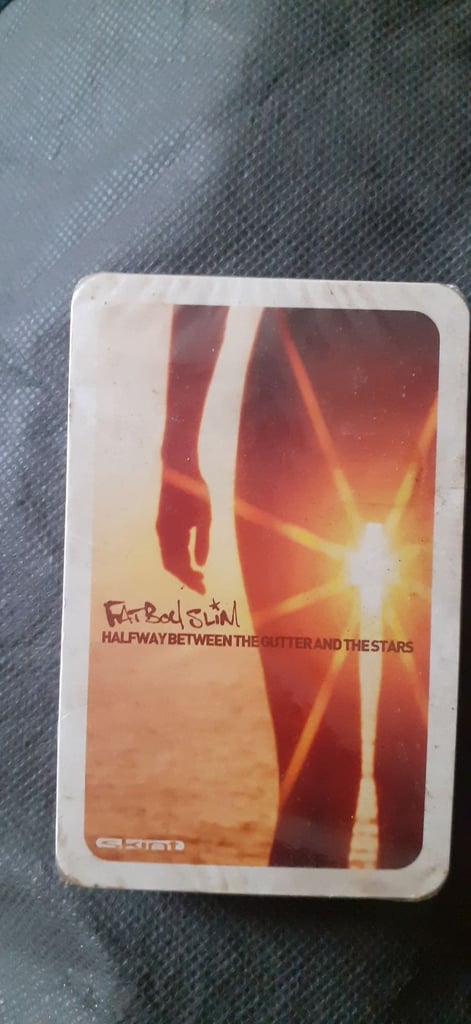 FATBOY SLIM
HALFWAY BETWEEN THE GUTTER AND THE STARS
skint